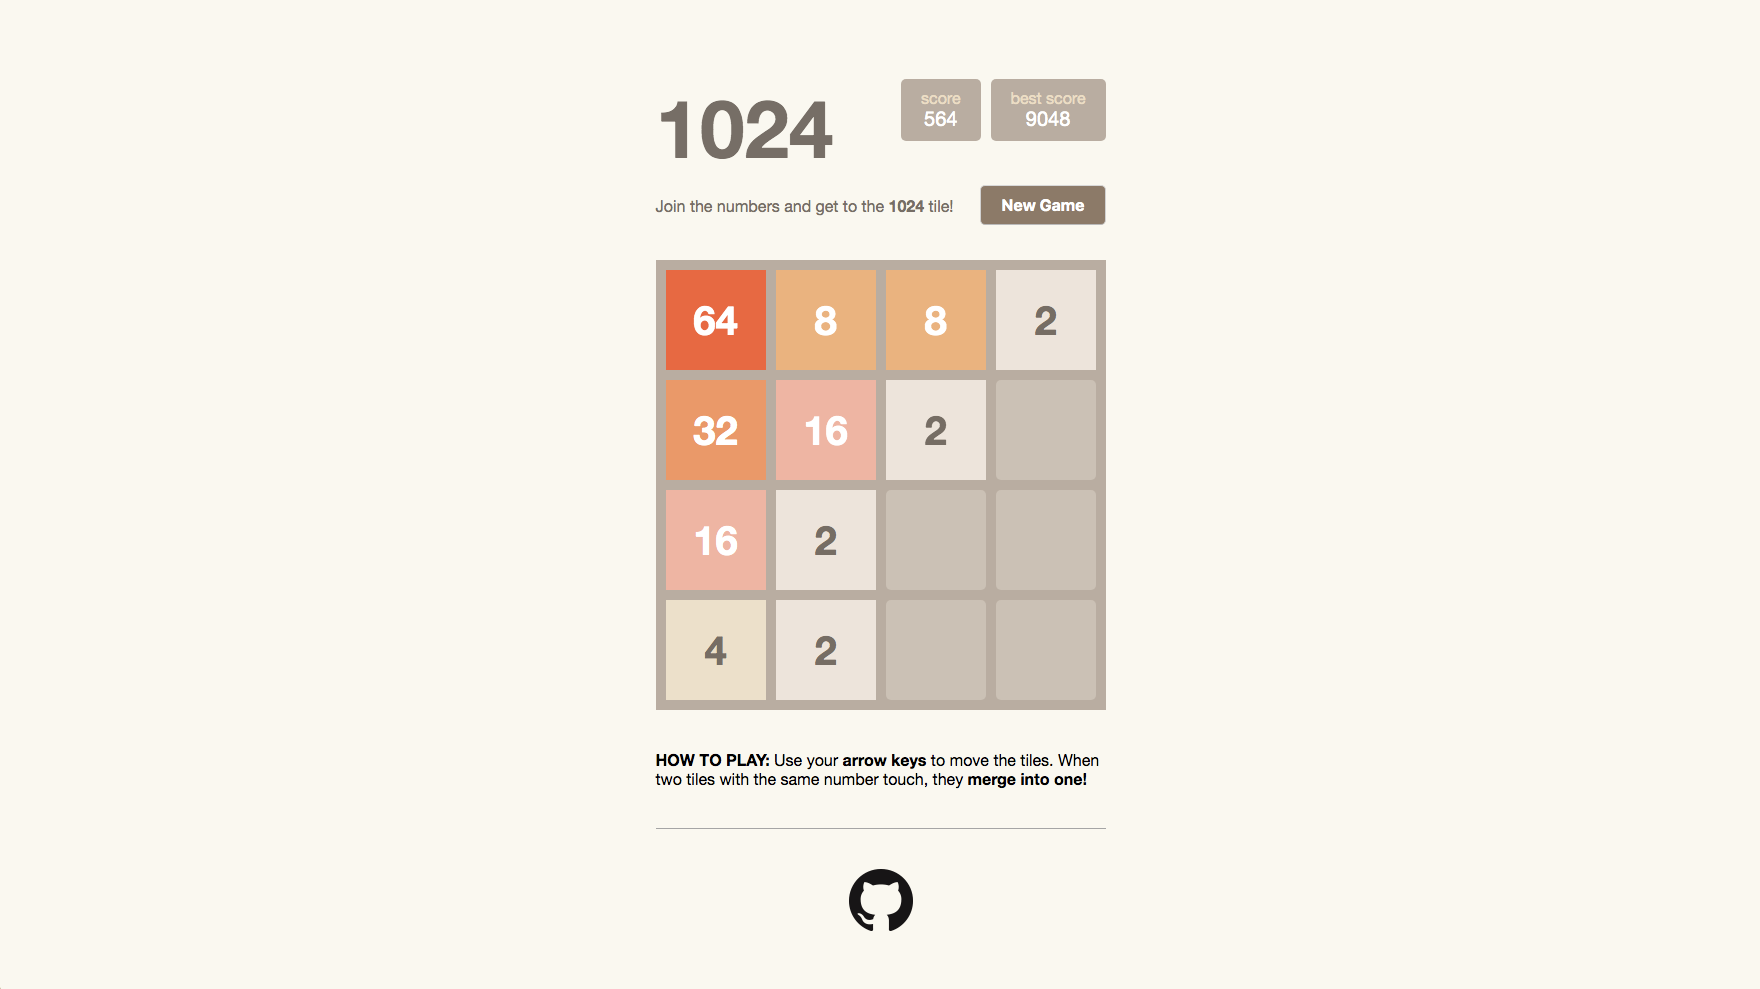 1024
score
564
best score
9048
Join the numbers and get to the 1024 tile!
New Game
64 8 8 2
32 16 2
16 2
4 2
HOW TO PLAY: Use your arrow keys to move the tiles. When
two tiles with the same number touch, they merge into one!